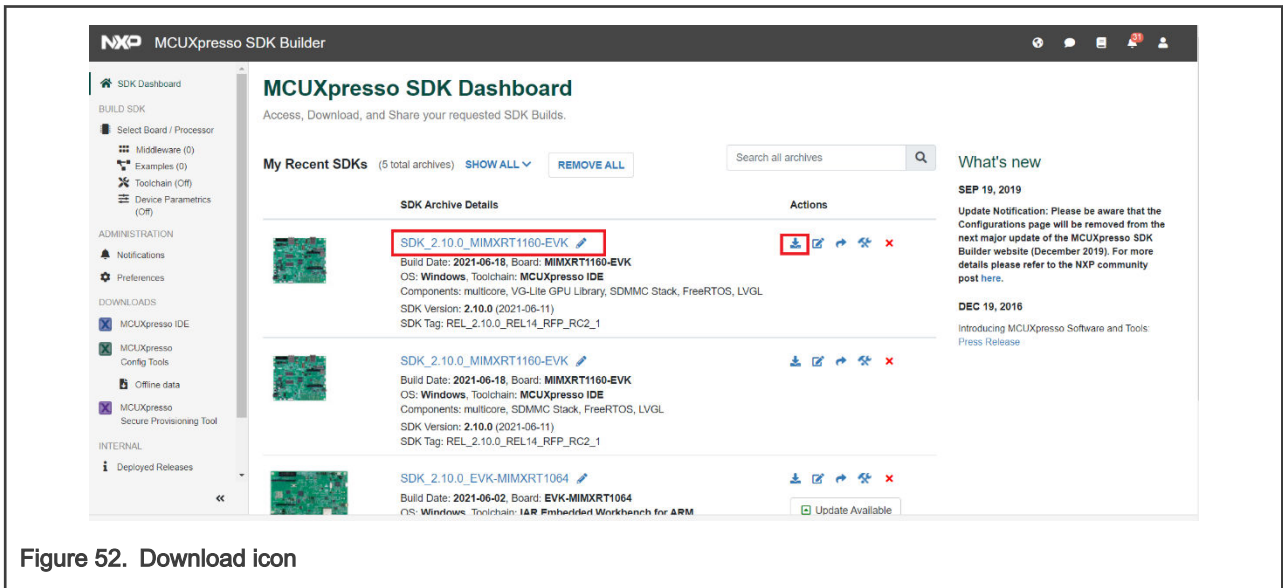 NXP MCUXpresso SDK Builder
31
SDK Dashboard
BUILD SDK
Select Board / Processor
Middleware (0)
Examples (0)
Toolchain (Off)
Device Parametrics
(Off)
ADMINISTRATION
Notifications
Preferences
DOWNLOADS
MCUXpresso IDE
MCUXpresso
Config Tools
Offline data
MCUXpresso
Secure Provisioning Tool
INTERNAL
Deployed Releases
«
MCUXpresso SDK Dashboard
Access, Download, and Share your requested SDK Builds.
My Recent SDKs (5 total archives) SHOW ALL REMOVE ALL
Search all archives
SDK Archive Details Actions
SDK_2.10.0_MIMXRT1160-EVK
Build Date: 2021-06-18, Board: MIMXRT1160-EVK
OS: Windows, Toolchain: MCUXpresso IDE
Components: multicore, VG-Lite GPU Library, SDMMC Stack, FreeRTOS, LVGL
SDK Version: 2.10.0 (2021-06-11)
SDK Tag: REL_2.10.0_REL14_RFP_RC2_1
SDK_2.10.0_MIMXRT1160-EVK
Build Date: 2021-06-18, Board: MIMXRT1160-EVK
OS: Windows, Toolchain: MCUXpresso IDE
Components: multicore, SDMMC Stack, FreeRTOS, LVGL
SDK Version: 2.10.0 (2021-06-11)
SDK Tag: REL_2.10.0_REL14_RFP_RC2_1
SDK_2.10.0_EVK-MIMXRT1064
Build Date: 2021-06-02, Board: EVK-MIMXRT1064
OS: Windows, Toolchain: IAR Embedded Workbench for ARM
Update Available
What's new
SEP 19, 2019
Update Notification: Please be aware that the
Configurations page will be removed from the
next major update of the MCUXpresso SDK
Builder website (December 2019). For more
details please refer to the NXP community
post here.
DEC 19, 2016
Introducing MCUXpresso Software and Tools:
Press Release
Figure 52. Download icon